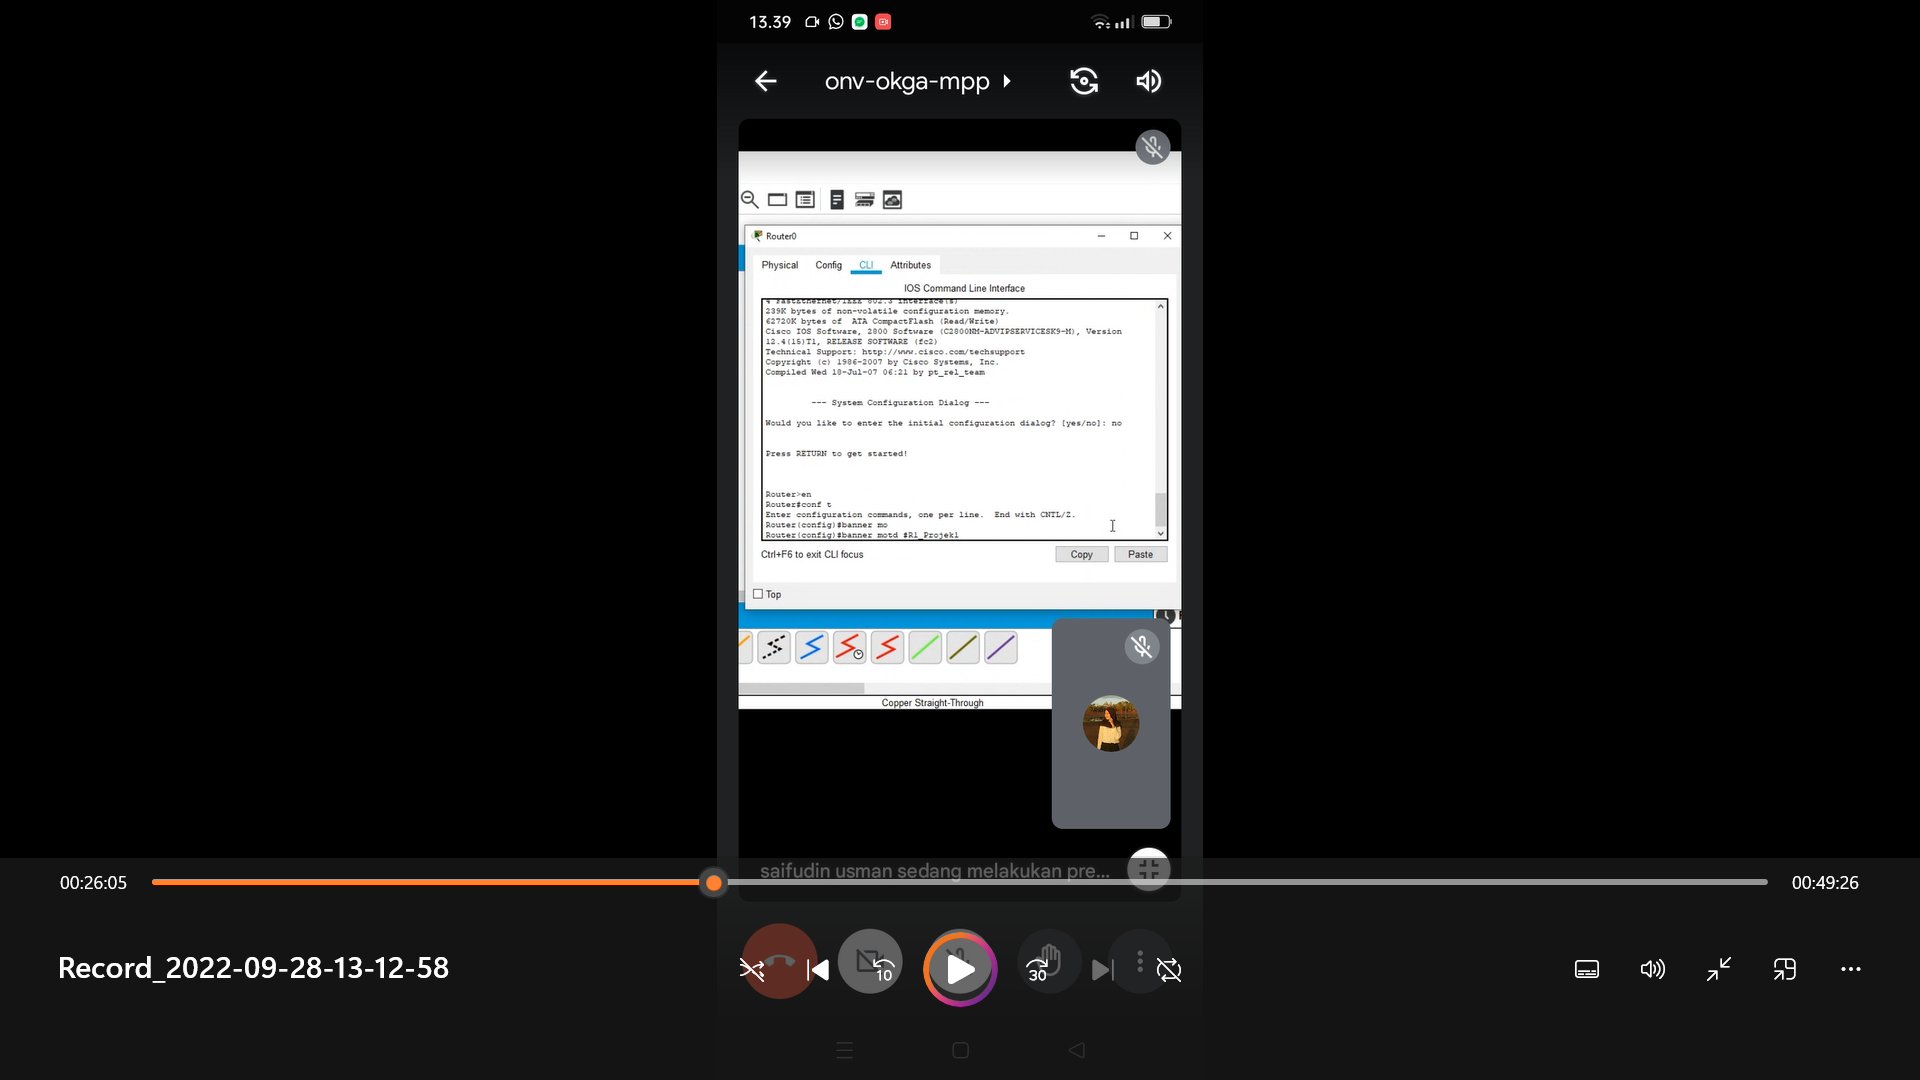 13.39
onv-okga-mpp
Router0
Physical Config CLI Attributes
IOS Command Line Interface
4 FastEthernet/IEEE 802.3 interface(s)
239K bytes of non-volatile configuration memory.
62720K bytes of ATA CompactFlash (Read/Write)
Cisco IOS Software, 2800 Software (C2800NM-ADVIPSERVICESK9-M), Version
12.4(15)T1, RELEASE SOFTWARE (fc2)
Technical Support: http://www.cisco.com/techsupport
Copyright (c) 1986-2007 by Cisco Systems, Inc.
Compiled Wed 18-Jul-07 06:21 by pt_rel_team
--- System Configuration Dialog ---
Would you like to enter the initial configuration dialog? [yes/no]: no
Press RETURN to get started!
Router>en
Router#conf t
Enter configuration commands, one per line. End with CNTL/Z.
Router(config)#banner mo
Router(config)#banner motd #R1_Projek1
Ctrl+F6 to exit CLI focus
Copy Paste
Top
Copper Straight-Through
saifudin usman sedang melakukan pre...
00:26:05
00:49:26
Record_2022-09-28-13-12-58
10
30